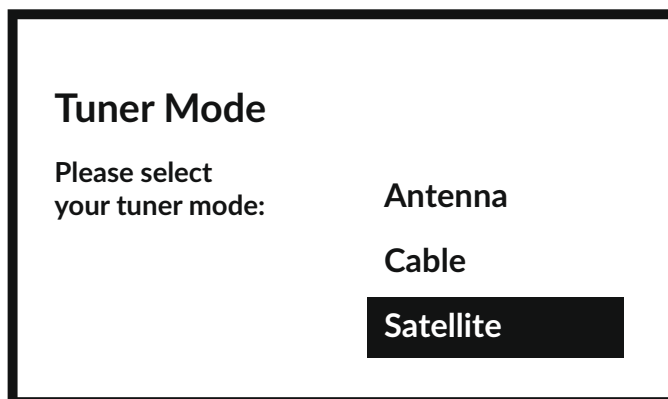 Tuner Mode
Please select
your tuner mode:
Antenna
Cable
Satellite